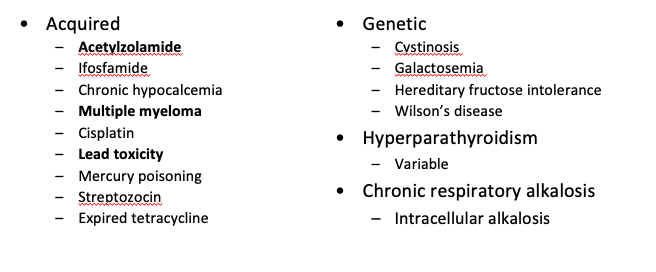 • Acquired
– Acetylzolamide
– Ifosfamide
– Chronic hypocalcemia
– Multiple myeloma
– Cisplatin
– Lead toxicity
– Mercury poisoning
– Streptozocin
– Expired tetracycline
• Genetic
– Cystinosis
– Galactosemia
– Hereditary fructose intolerance
– Wilson’s disease
• Hyperparathyroidism
– Variable
• Chronic respiratory alkalosis
– Intracellular alkalosis